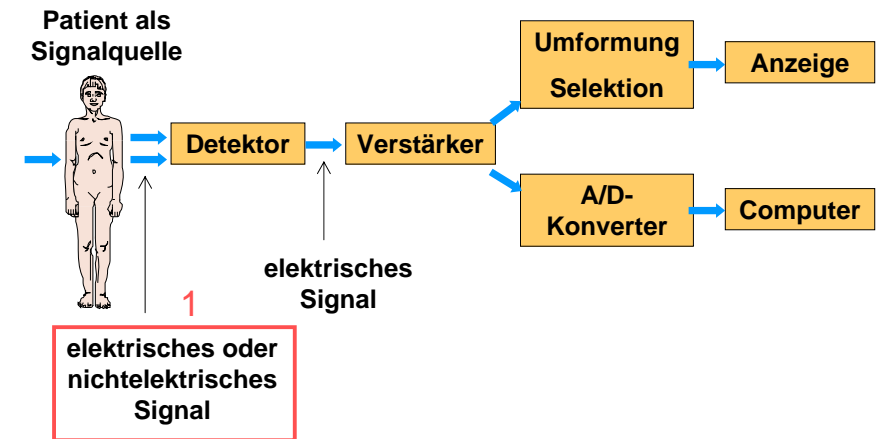 Patient als
Signalquelle
Detektor
Verstärker
Umformung
Selektion
Anzeige
A/D-
Konverter
Computer
elektrisches
Signal
1
elektrisches oder
nichtelektrisches
Signal